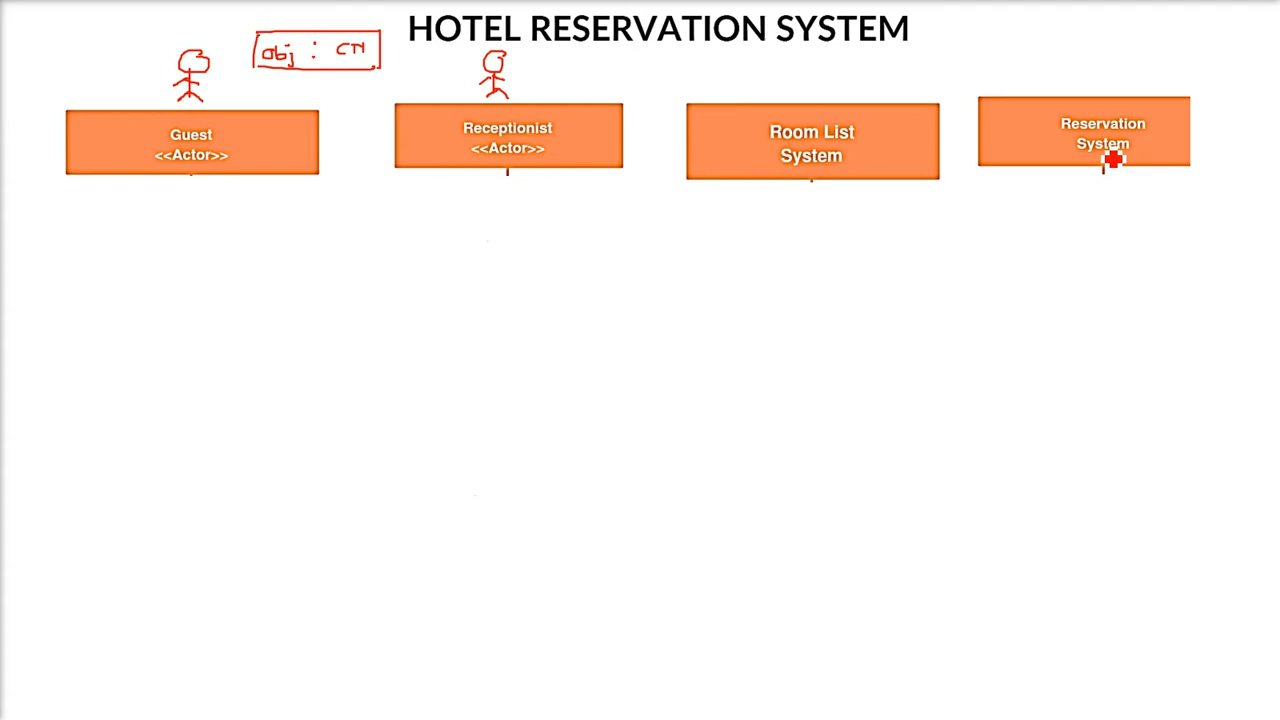 HOTEL RESERVATION SYSTEM
obj : CN
Guest
<<Actor>>
Receptionist
<<Actor>>
Room List
System
Reservation
System